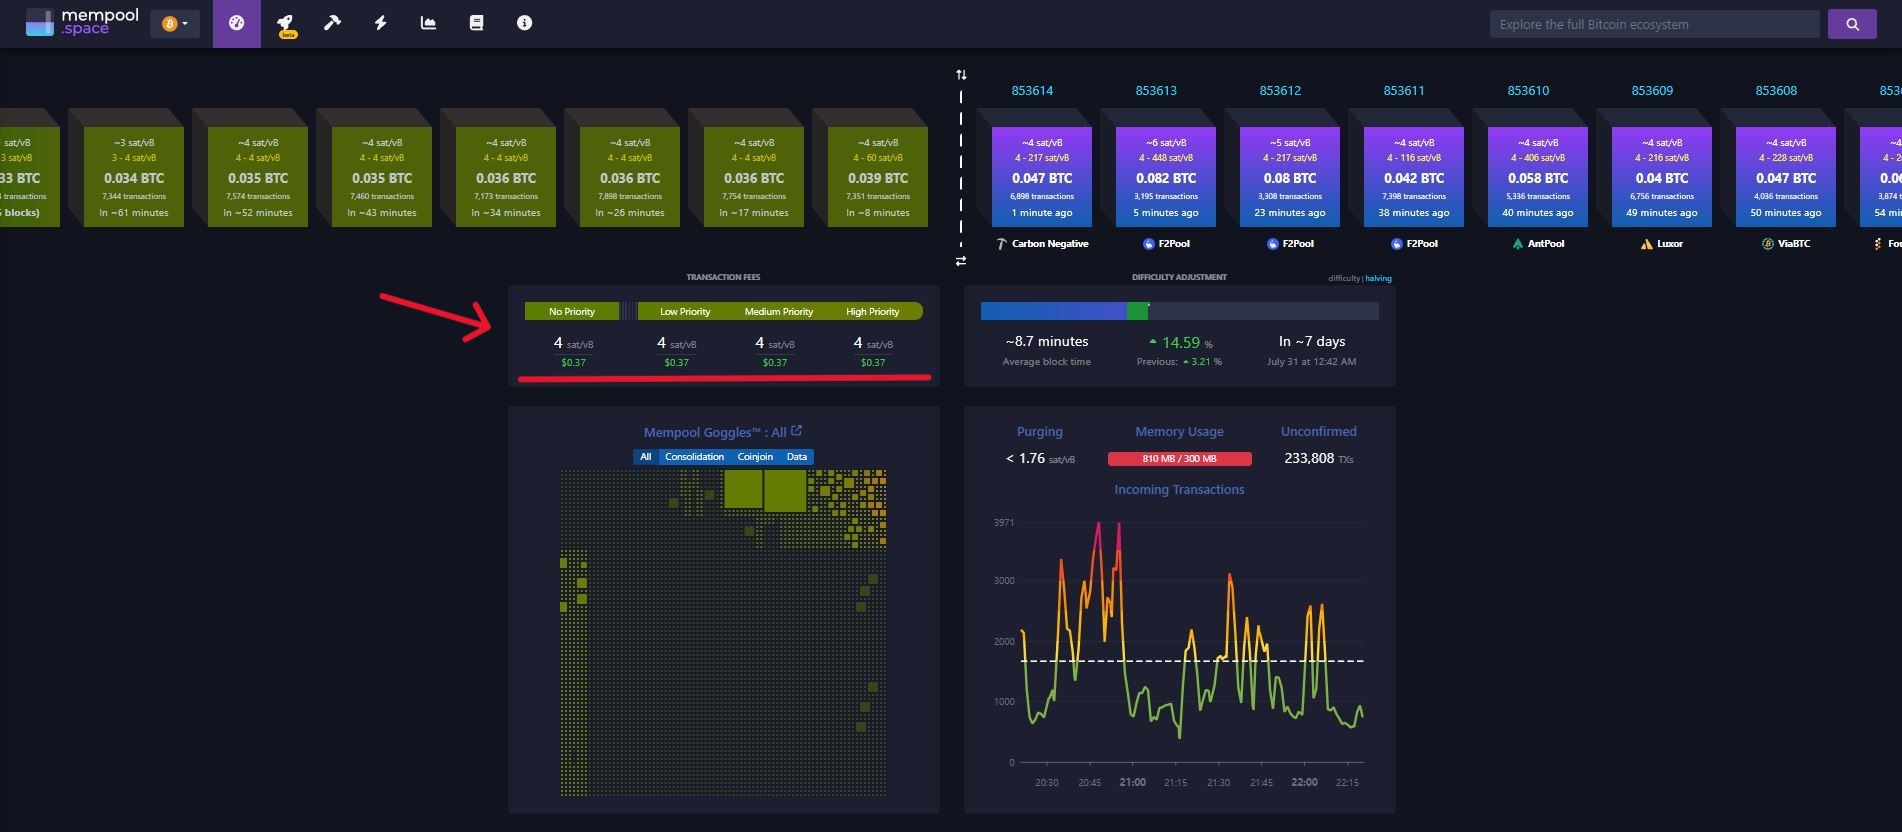 mempool
.space
beta
Explore the full Bitcoin ecosystem
sat/vB
3 sat/vB
33 BTC
transactions
blocks)
~3 sat/vB
3 - 4 sat/vB
0.034 BTC
7,344 transactions
In ~61 minutes
~4 sat/vB
4 - 4 sat/vB
0.035 BTC
7,574 transactions
In ~52 minutes
~4 sat/vB
4 - 4 sat/vB
0.035 BTC
7,460 transactions
In ~43 minutes
~4 sat/vB
4 - 4 sat/vB
0.036 BTC
7,173 transactions
In ~34 minutes
~4 sat/vB
4 - 4 sat/vB
0.036 BTC
7,898 transactions
In ~26 minutes
~4 sat/vB
4 - 4 sat/vB
0.036 BTC
7,754 transactions
In ~17 minutes
~4 sat/vB
4 - 60 sat/vB
0.039 BTC
7,351 transactions
In ~8 minutes
853614
~4 sat/vB
4 - 217 sat/vB
0.047 BTC
6,898 transactions
1 minute ago
Carbon Negative
853613
~6 sat/vB
4 - 448 sat/vB
0.082 BTC
3,195 transactions
5 minutes ago
F2Pool
853612
~5 sat/vB
4 - 217 sat/vB
0.08 BTC
3,308 transactions
23 minutes ago
F2Pool
853611
~4 sat/vB
4 - 116 sat/vB
0.042 BTC
7,398 transactions
38 minutes ago
F2Pool
853610
~4 sat/vB
4 - 406 sat/vB
0.058 BTC
5,336 transactions
40 minutes ago
AntPool
853609
~4 sat/vB
4 - 216 sat/vB
0.04 BTC
6,756 transactions
49 minutes ago
Luxor
853608
~4 sat/vB
4 - 228 sat/vB
0.047 BTC
4,036 transactions
50 minutes ago
ViaBTC
853
~4
4 - 2
0.0
3,874
54 mi
Fou
TRANSACTION FEES
No Priority Low Priority Medium Priority High Priority
4 sat/vB 4 sat/vB 4 sat/vB 4 sat/vB
$0.37 $0.37 $0.37 $0.37
DIFFICULTY ADJUSTMENT
difficulty | halving
~8.7 minutes 14.59 % In ~7 days
Average block time Previous: 3.21 % July 31 at 12:42 AM
Mempool Goggles™ : All
All Consolidation Coinjoin Data
Purging Memory Usage Unconfirmed
< 1.76 sat/vB 810 MB / 300 MB 233,808 TXs
Incoming Transactions
3971
3000
2000
1000
0
20:30 20:45 21:00 21:15 21:30 21:45 22:00 22:15